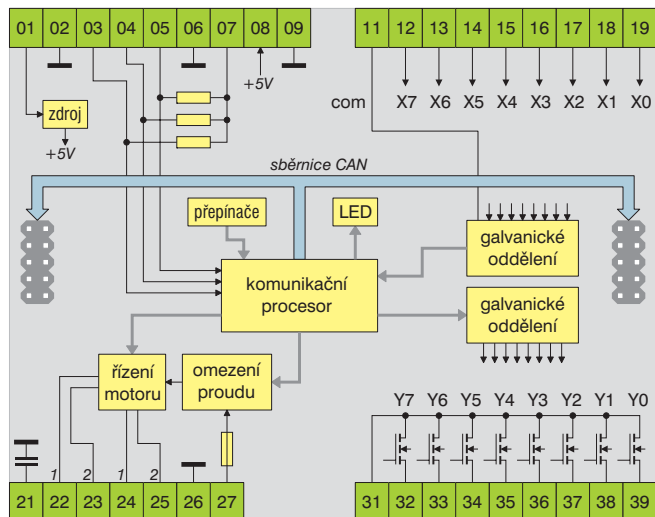 01 02 03 04 05 06 07 08 09
11 12 13 14 15 16 17 18 19
+5V
com X7 X6 X5 X4 X3 X2 X1 X0
zdroj
+5V
sběrnice CAN
přepínače
LED
galvanické
oddělení
komunikační
procesor
galvanické
oddělení
řízení
motoru
omezení
proudu
Y7 Y6 Y5 Y4 Y3 Y2 Y1 Y0
1 2 1 2
21 22 23 24 25 26 27
31 32 33 34 35 36 37 38 39